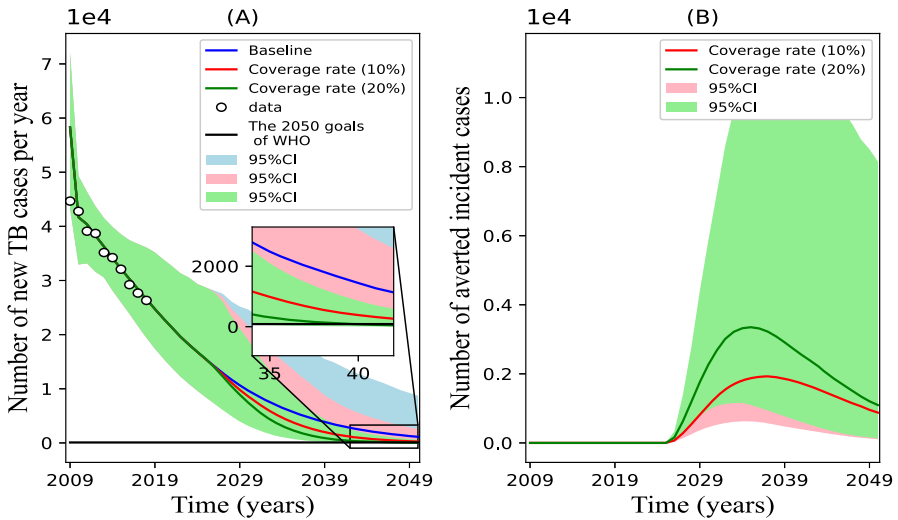 1e4
(A)
Number of new TB cases per year
7
6
5
4
3
2
1
0
Baseline
Coverage rate (10%)
Coverage rate (20%)
data
The 2050 goals
of WHO
95%CI
95%CI
95%CI
2000
0
35
40
2009
2019
2029
2039
2049
Time (years)
1e4
(B)
Number of averted incident cases
1.0
0.8
0.6
0.4
0.2
0.0
Coverage rate (10%)
Coverage rate (20%)
95%CI
95%CI
2009
2019
2029
2039
2049
Time (years)